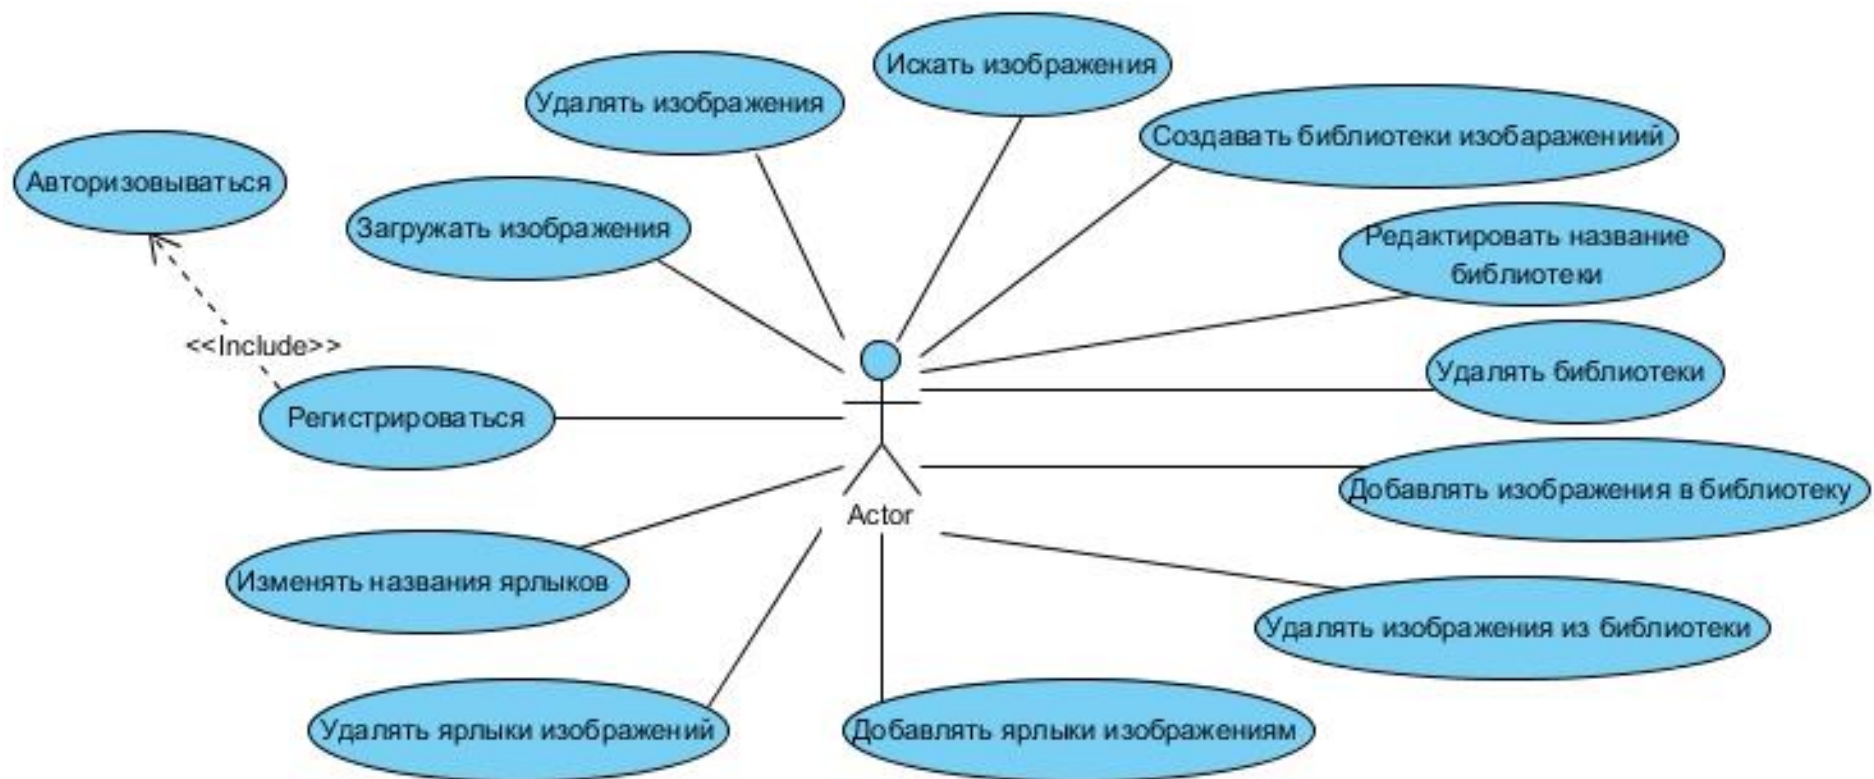 Искать изображения
Удалять изображения
Создавать библиотеки изобаражениий
Авторизовываться
Загружать изображения
Редактировать название
библиотеки
<<Include>>
Удалять библиотеки
Регистрироваться
Добавлять изображения в библиотеку
Actor
Изменять названия ярлыков
Удалять изображения из библиотеки
Удалять ярлыки изображений
Добавлять ярлыки изображениям